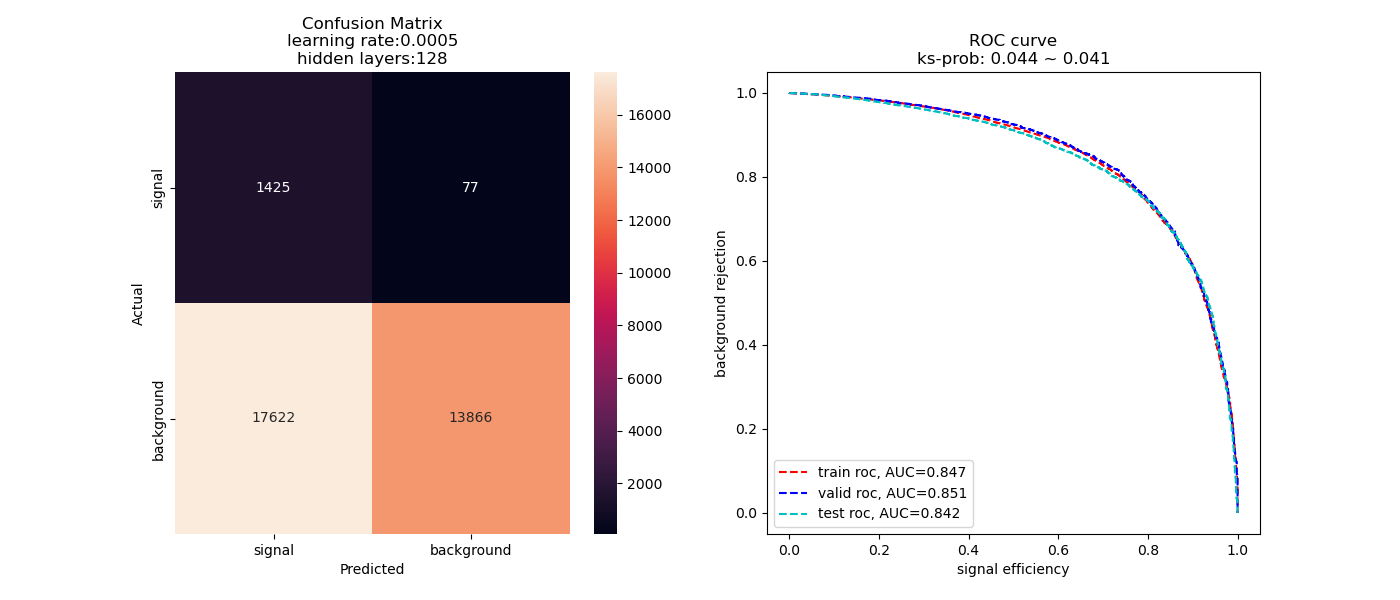 Confusion Matrix
learning rate:0.0005
hidden layers:128
signal
background
Actual
1425
77
17622
13866
signal
background
Predicted
16000
14000
12000
10000
8000
6000
4000
2000
ROC curve
ks-prob: 0.044 ~ 0.041
background rejection
1.0
0.8
0.6
0.4
0.2
0.0
train roc, AUC=0.847
valid roc, AUC=0.851
test roc, AUC=0.842
0.0 0.2 0.4 0.6 0.8 1.0
signal efficiency